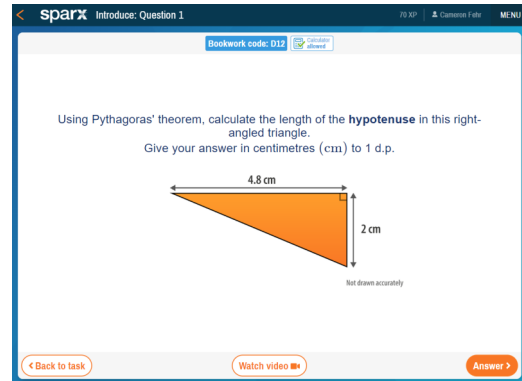 sparx Introduce: Question 1 70 XP Cameron Fehr MENU
Bookwork code: D12 Calculator allowed
Using Pythagoras' theorem, calculate the length of the hypotenuse in this right-
angled triangle.
Give your answer in centimetres (cm) to 1 d.p.
4.8 cm
2 cm
Not drawn accurately
Back to task Watch video Answer